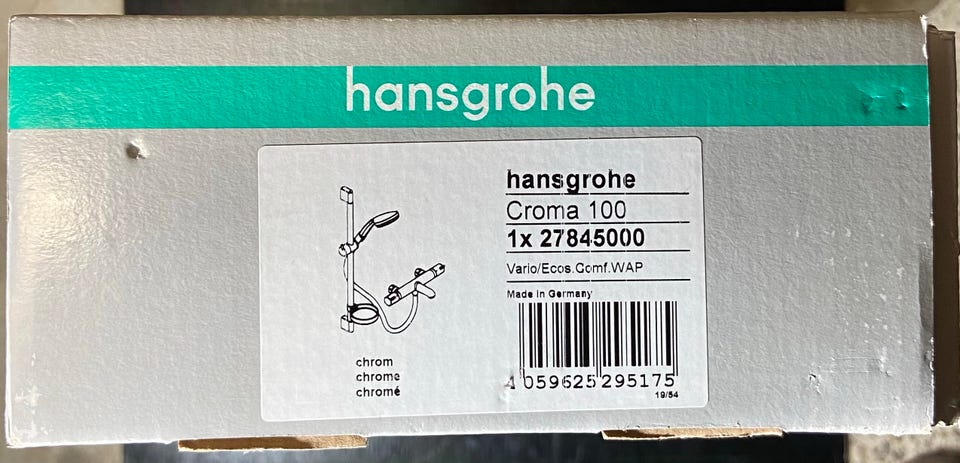 hansgrohe
hansgrohe
Croma 100
1x 27845000
Vario/Ecos.Comf.WAP
Made in Germany
4 059625 295175
19/54
chrom
chrome
chromé